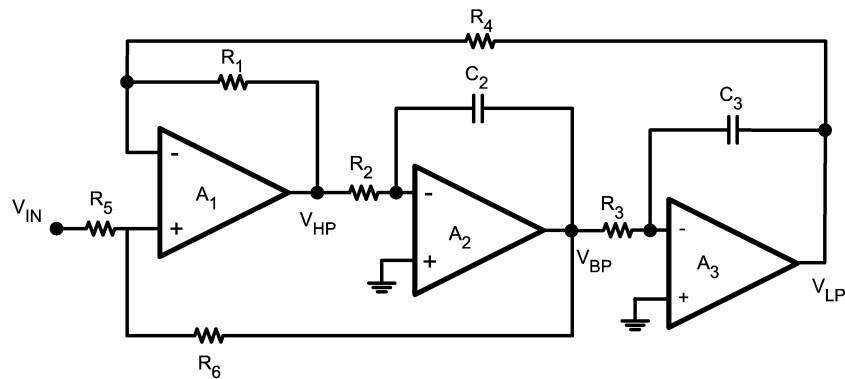 R4
R1
C2
C3
-
R2
A1
R5
-
R3
VIN
+
VHP
A2
-
+
VBP
A3
VLP
+
R6